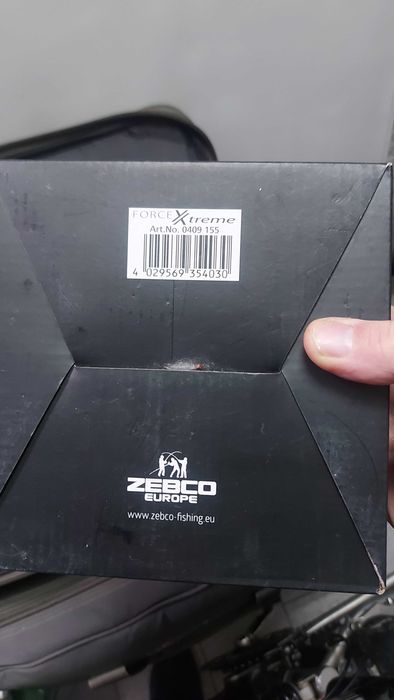 FORCE Xtreme
Art.No. 0409 155
4 029569 354030
ZEBCO
EUROPE
www.zebco-fishing.eu